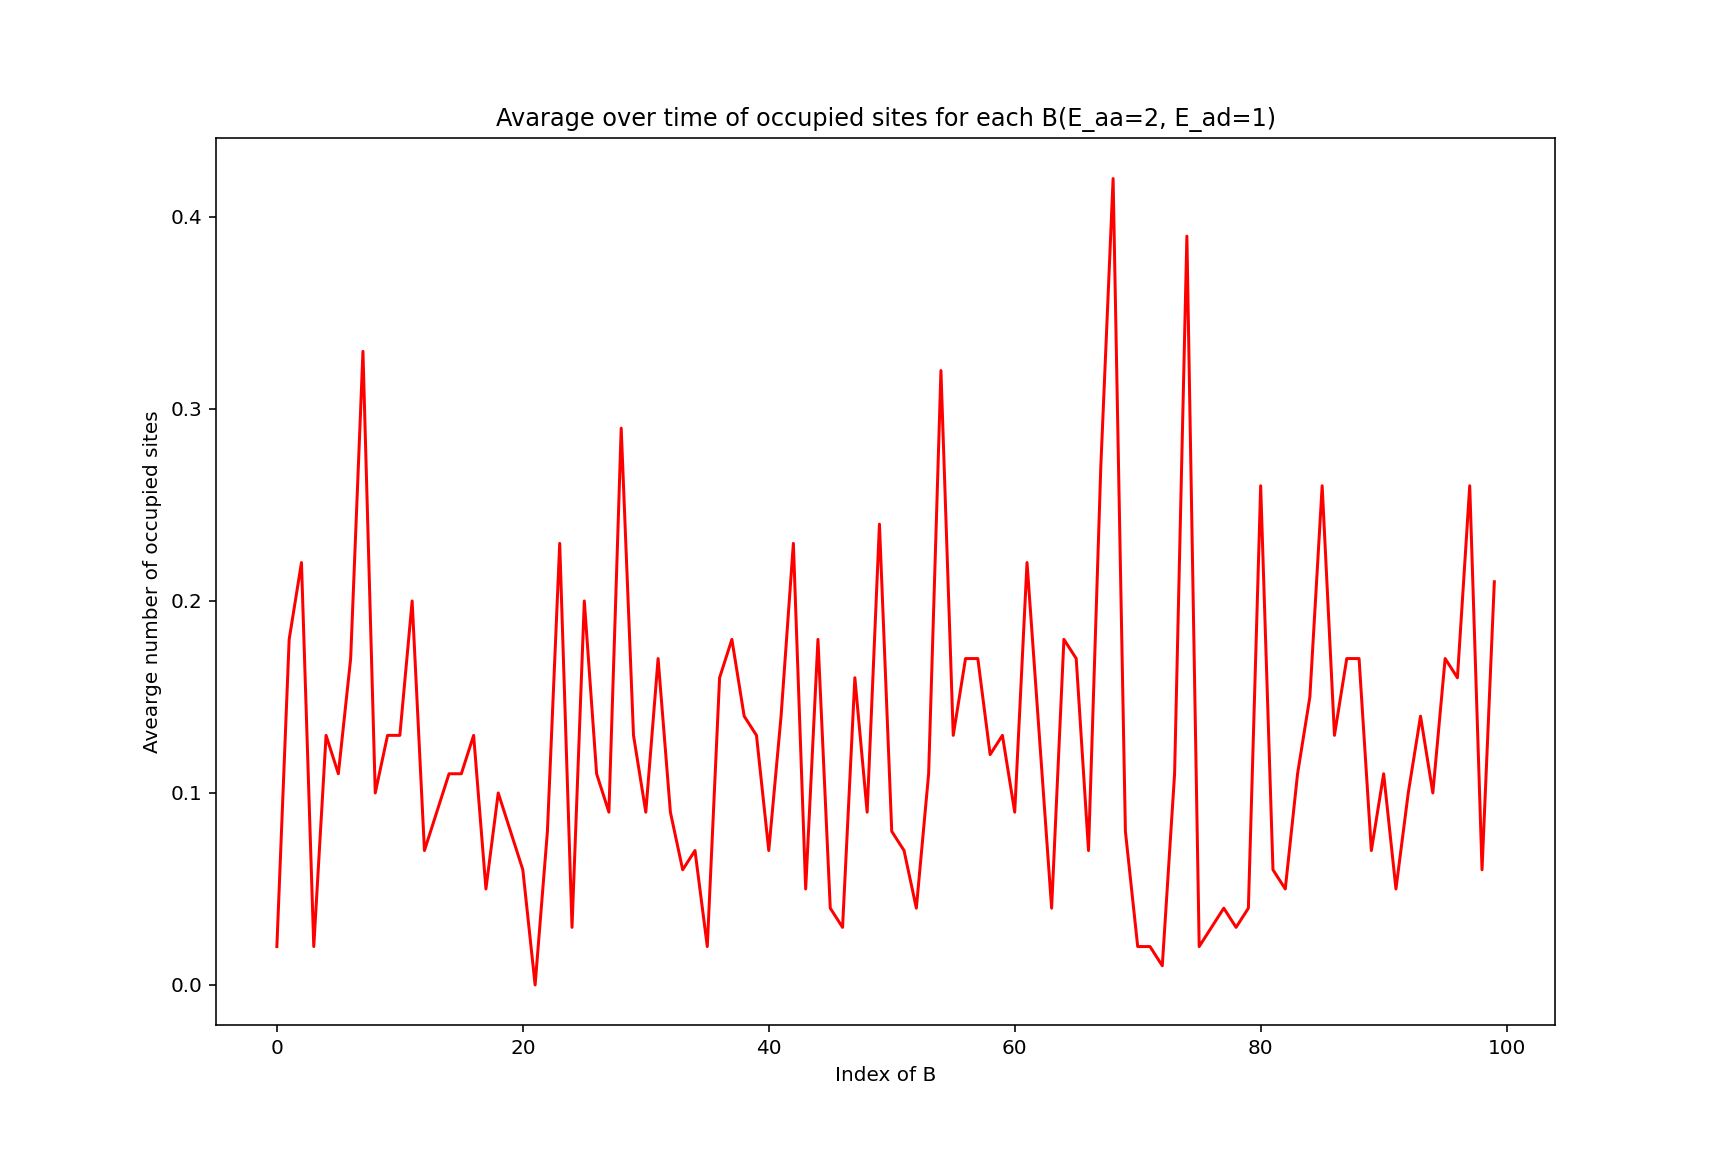 Avarage over time of occupied sites for each B(E_aa=2, E_ad=1)
Avearge number of occupied sites
0.4
0.3
0.2
0.1
0.0
0 20 40 60 80 100
Index of B